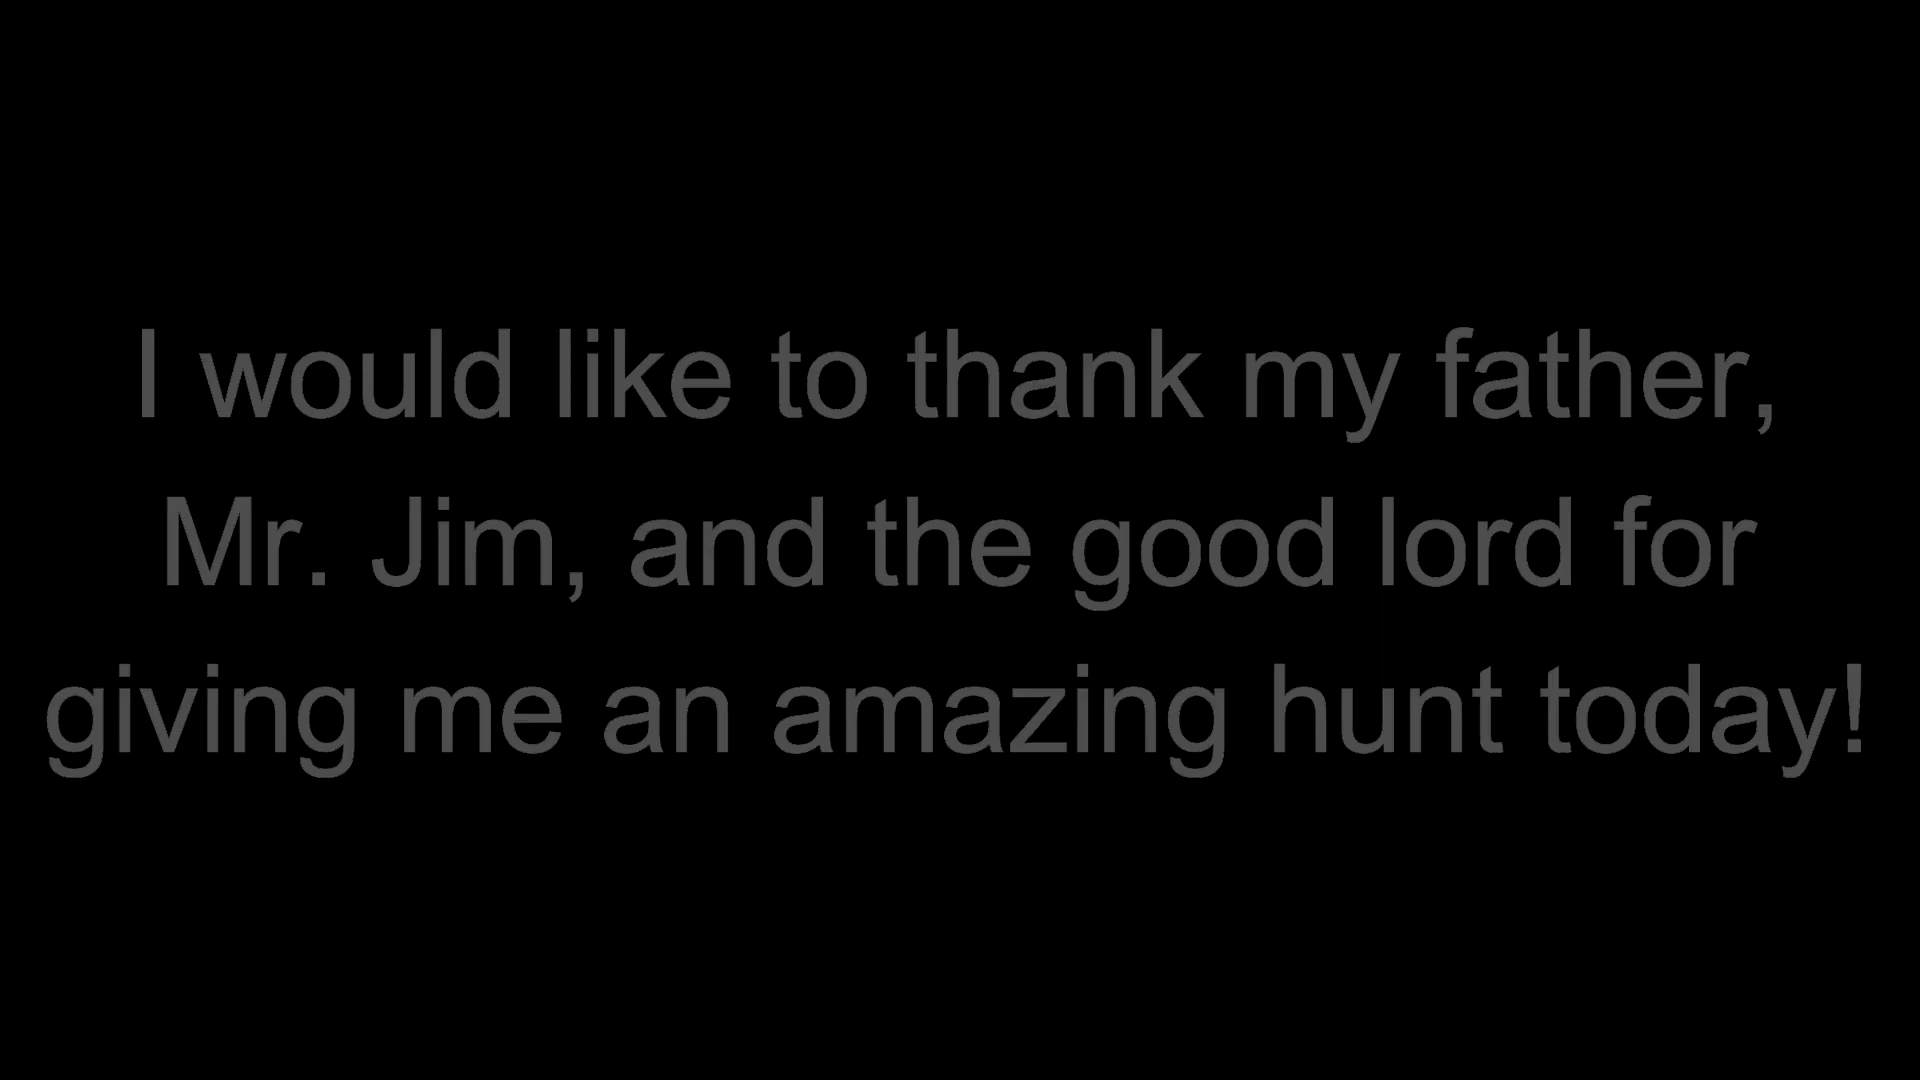 I would like to thank my father,
Mr. Jim, and the good lord for
giving me an amazing hunt today!